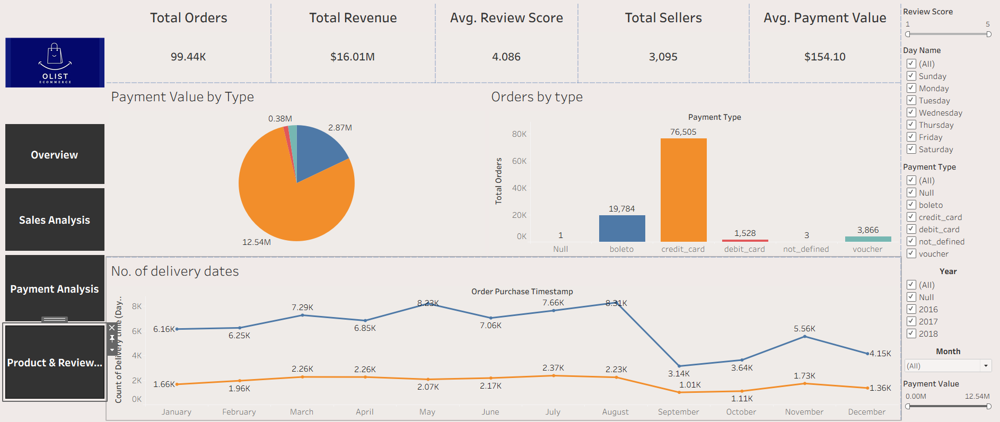 Total Orders
99.44K
Total Revenue
$16.01M
Avg. Review Score
4.086
Total Sellers
3,095
Avg. Payment Value
$154.10
OLIST
ECOMMERCE
Overview
Sales Analysis
Payment Analysis
Product & Review...
Payment Value by Type
0.38M
2.87M
12.54M
Orders by type
Payment Type
Total Orders
80K
60K
40K
20K
0K
1
19,784
76,505
1,528
3
3,866
Null
boleto
credit_card
debit_card
not_defined
voucher
No. of delivery dates
Order Purchase Timestamp
Count of Delivery time (Day..
8K
6K
4K
2K
0K
6.16K
6.25K
7.29K
6.85K
8.23K
7.06K
7.66K
8.31K
3.14K
3.64K
5.56K
4.15K
1.66K
1.96K
2.26K
2.26K
2.07K
2.17K
2.37K
2.23K
1.01K
1.11K
1.73K
1.36K
January
February
March
April
May
June
July
August
September
October
November
December
Review Score
1 5
Day Name
(All)
Sunday
Monday
Tuesday
Wednesday
Thursday
Friday
Saturday
Payment Type
(All)
Null
boleto
credit_card
debit_card
not_defined
voucher
Year
(All)
Null
2016
2017
2018
Month
(All)
Payment Value
0.00M 12.54M